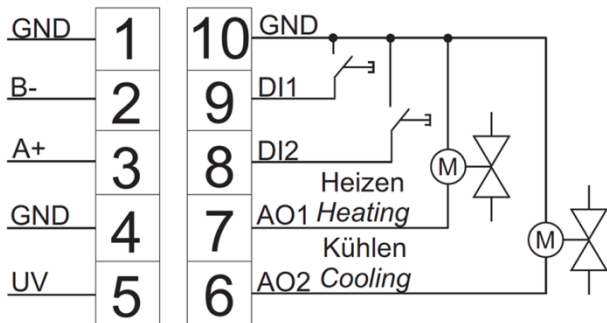 GND 1 10 GND
B- 2 9 DI1
A+ 3 8 DI2
Heizen
M
GND 4 7 AO1 Heating
Kühlen
M
UV 5 6 AO2 Cooling